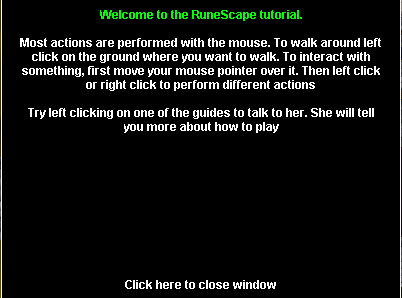 Welcome to the RuneScape tutorial.
Most actions are performed with the mouse. To walk around left
click on the ground where you want to walk. To interact with
something, first move your mouse pointer over it. Then left click
or right click to perform different actions
Try left clicking on one of the guides to talk to her. She will tell
you more about how to play
Click here to close window